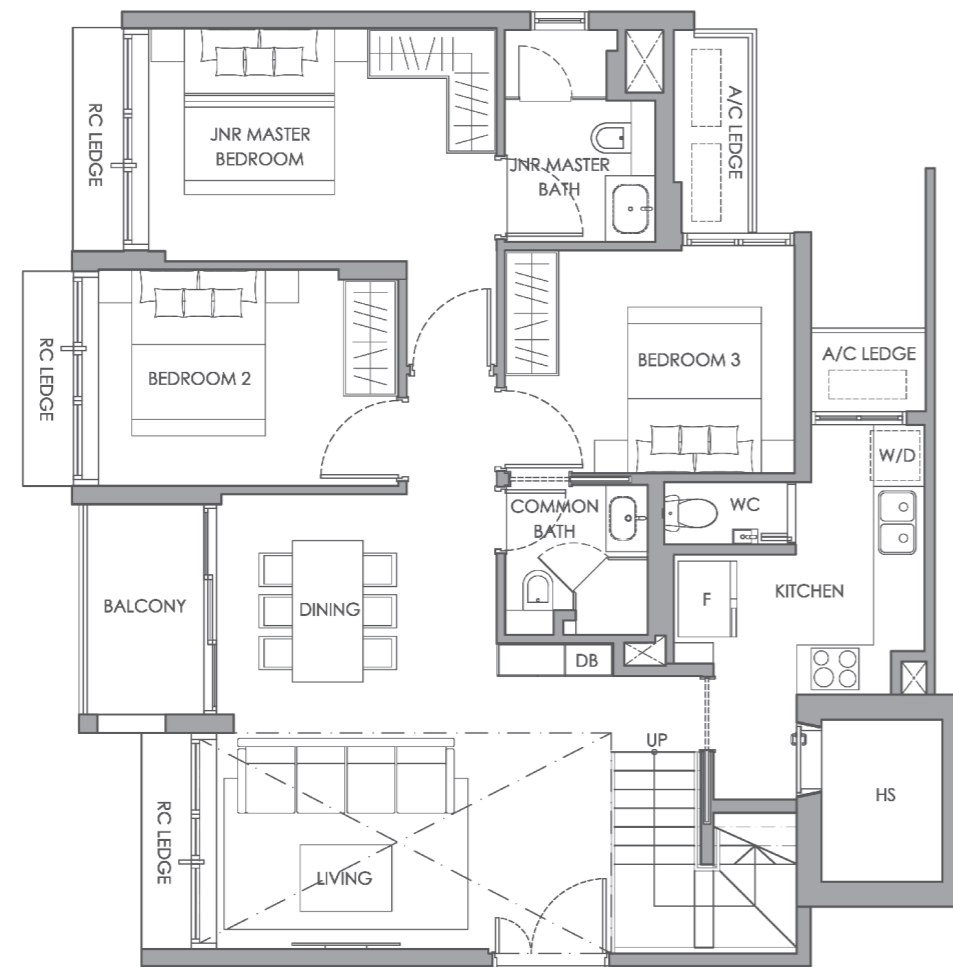 RC LEDGE
JNR MASTER
BEDROOM
JNR MASTER
BATH
A/C LEDGE
RC LEDGE
BEDROOM 2
BEDROOM 3
A/C LEDGE
W/D
WC
COMMON
BATH
BALCONY
DINING
F
KITCHEN
DB
UP
HS
RC LEDGE
LIVING